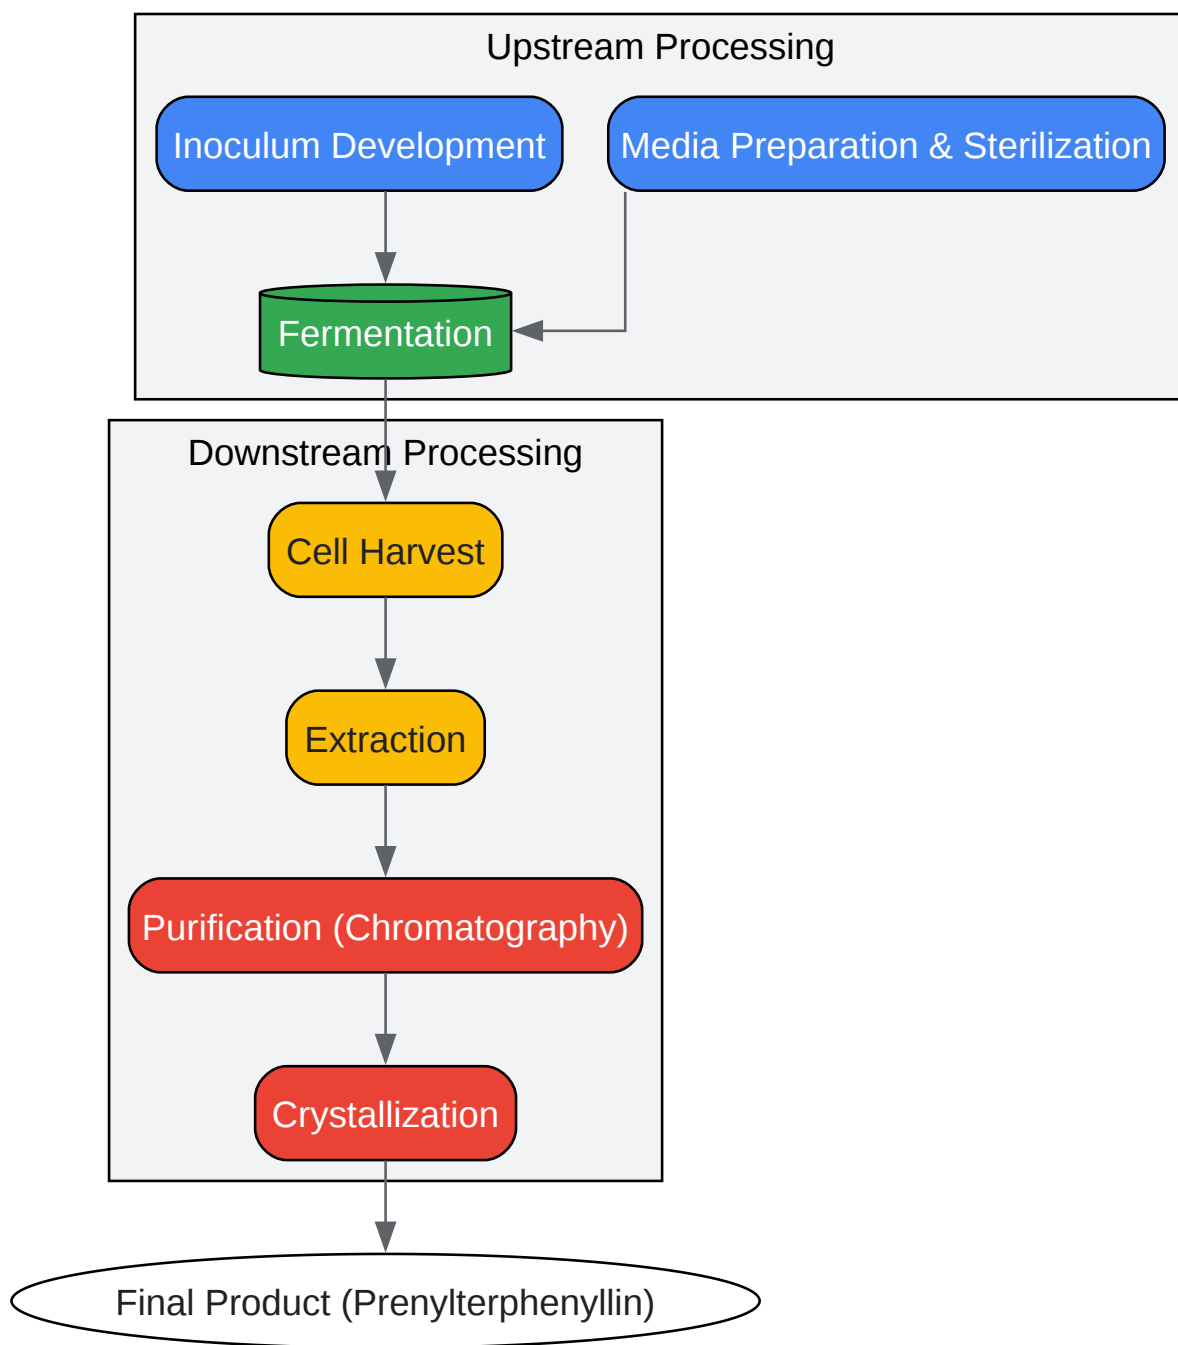 Upstream Processing
Inoculum Development
Media Preparation & Sterilization
Fermentation
Downstream Processing
Cell Harvest
Extraction
Purification (Chromatography)
Crystallization
Final Product (Prenylterphenyllin)